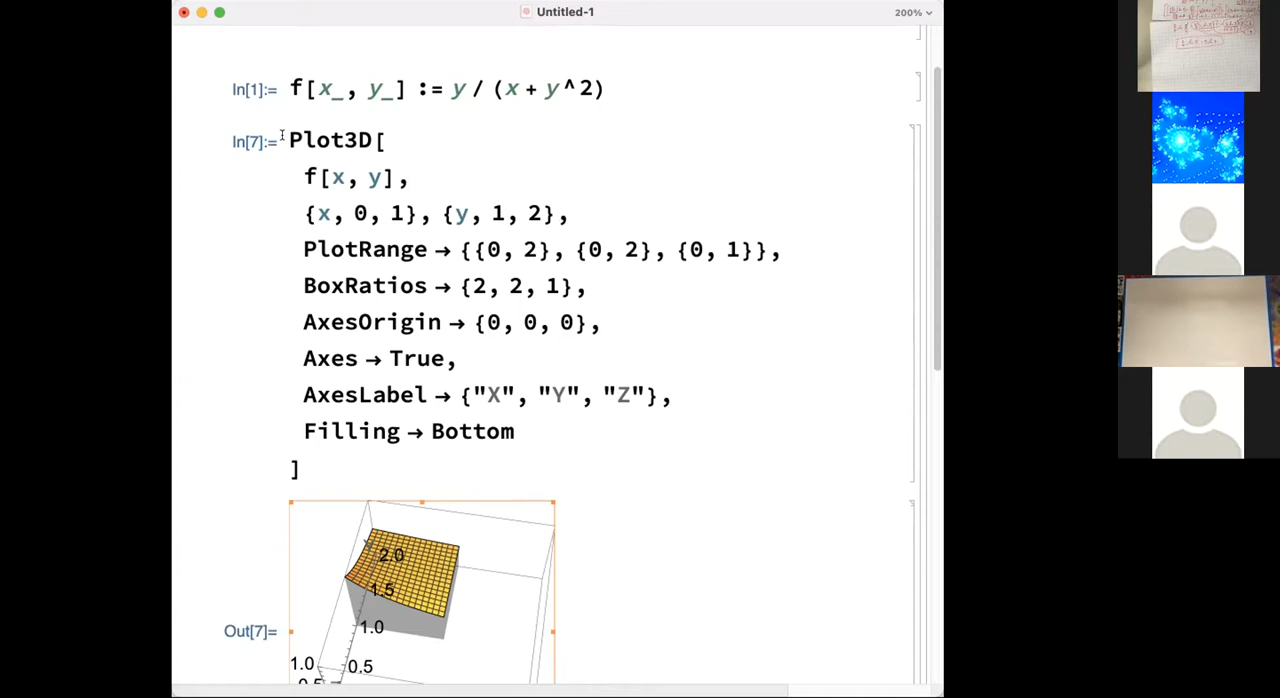 Untitled-1
200%
In[1]:= f[x_, y_] := y / (x + y^2)
In[7]:= Plot3D[
f[x, y],
{x, 0, 1}, {y, 1, 2},
PlotRange → {{0, 2}, {0, 2}, {0, 1}},
BoxRatios → {2, 2, 1},
AxesOrigin → {0, 0, 0},
Axes → True,
AxesLabel → {"X", "Y", "Z"},
Filling → Bottom
]
2.0
1.5
Out[7]=
1.0
1.0
0.5